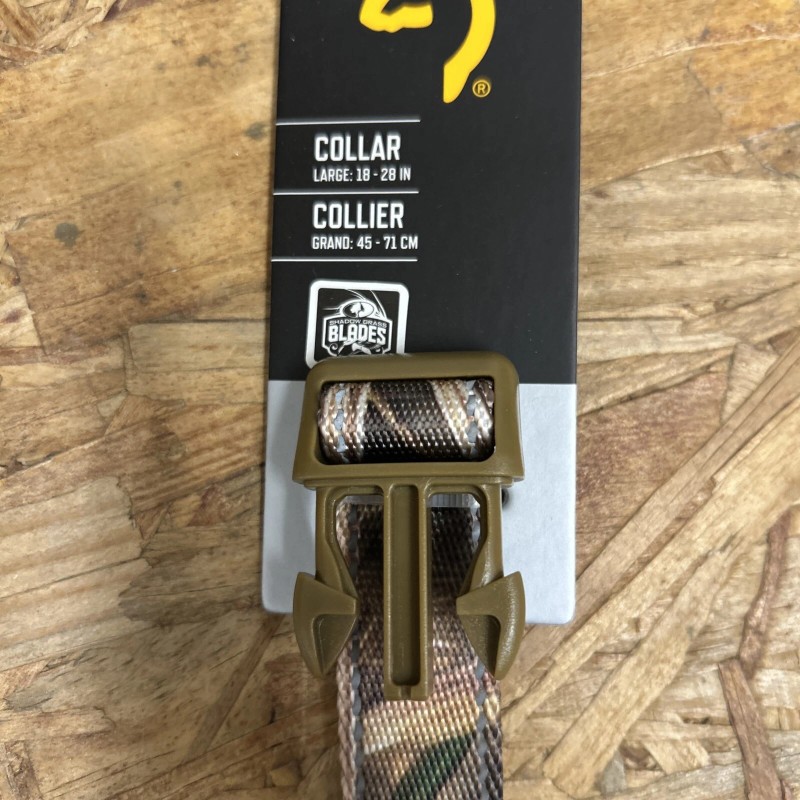 ®
COLLAR
LARGE: 18 - 28 IN
COLLIER
GRAND: 45 - 71 CM
SHADOW GRASS
BLADES